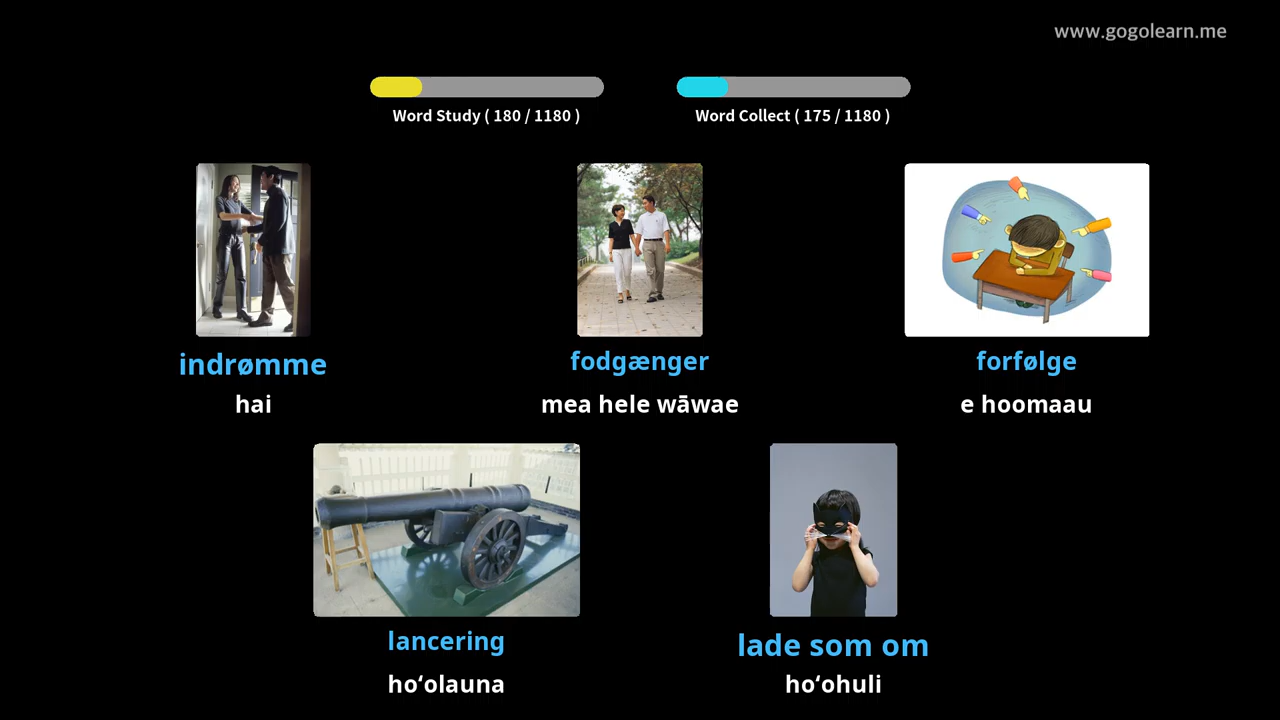 www.gogolearn.me
Word Study ( 180 / 1180 )
Word Collect ( 175 / 1180 )
indrømme
fodgænger
forfølge
hai
mea hele wāwae
e hoomaau
lancering
lade som om
hoʻolauna
hoʻohuli